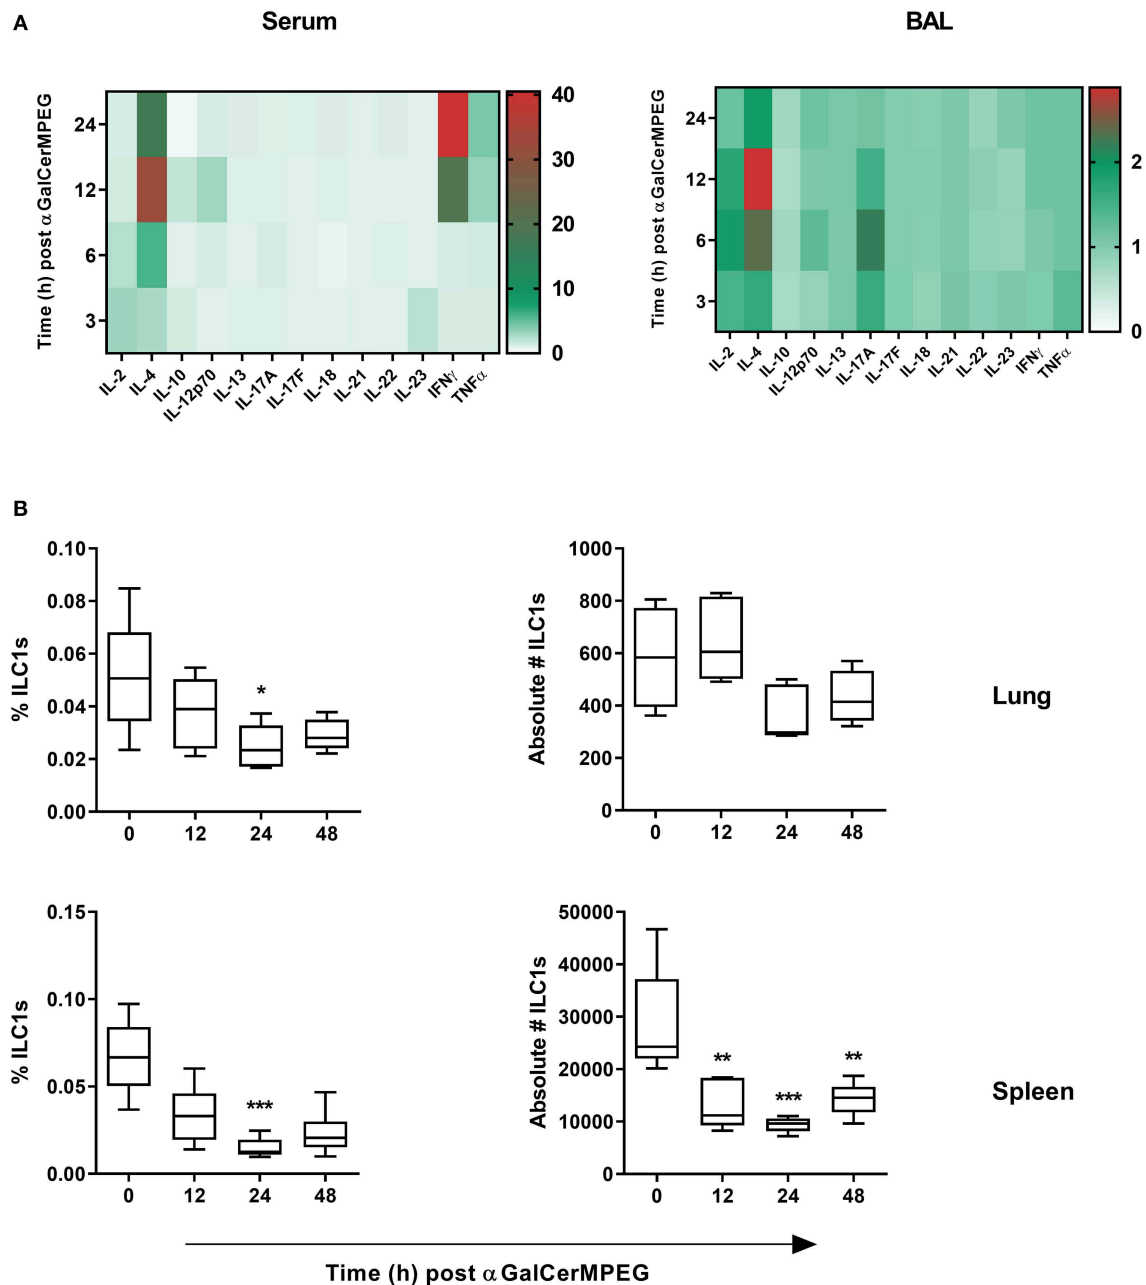 A
Serum
BAL
Time (h) post αGalCerMPEG
24
12
6
3
40
30
20
10
0
IL-2
IL-4
IL-10
IL-12p70
IL-13
IL-17A
IL-17F
IL-18
IL-21
IL-22
IL-23
IFNγ
TNFα
Time (h) post αGalCerMPEG
24
12
6
3
2
1
0
IL-2
IL-4
IL-10
IL-12p70
IL-13
IL-17A
IL-17F
IL-18
IL-21
IL-22
IL-23
IFNγ
TNFα
B
% ILC1s
0.10
0.08
0.06
0.04
0.02
0.00
*
0 12 24 48
Absolute # ILC1s
1000
800
600
400
200
0
0 12 24 48
Lung
% ILC1s
0.15
0.10
0.05
0.00
***
0 12 24 48
Absolute # ILC1s
50000
40000
30000
20000
10000
0
** *** **
0 12 24 48
Spleen
Time (h) post αGalCerMPEG